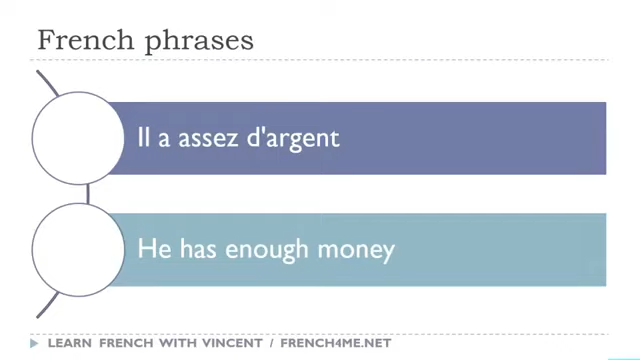 French phrases
Il a assez d'argent
He has enough money
LEARN FRENCH WITH VINCENT / FRENCH4ME.NET